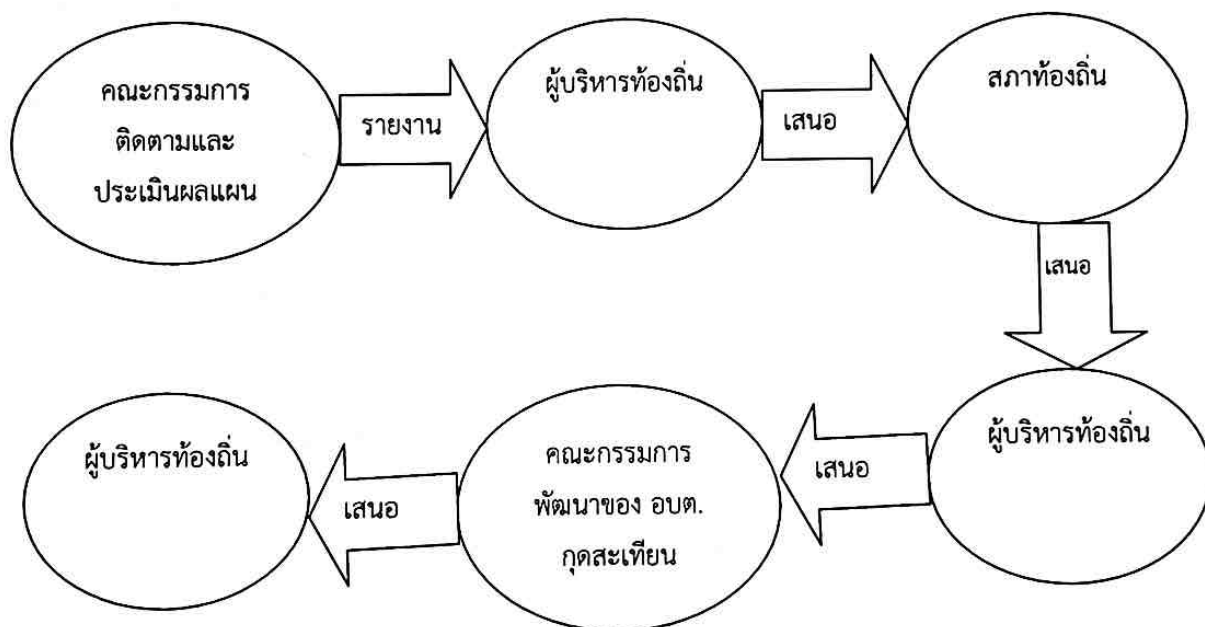 คณะกรรมการ
ติดตามและ
ประเมินผลแผน
รายงาน
ผู้บริหารท้องถิ่น
เสนอ
สภาท้องถิ่น
เสนอ
ผู้บริหารท้องถิ่น
เสนอ
คณะกรรมการ
พัฒนาของ อบต.
กุดสะเทียน
เสนอ
ผู้บริหารท้องถิ่น